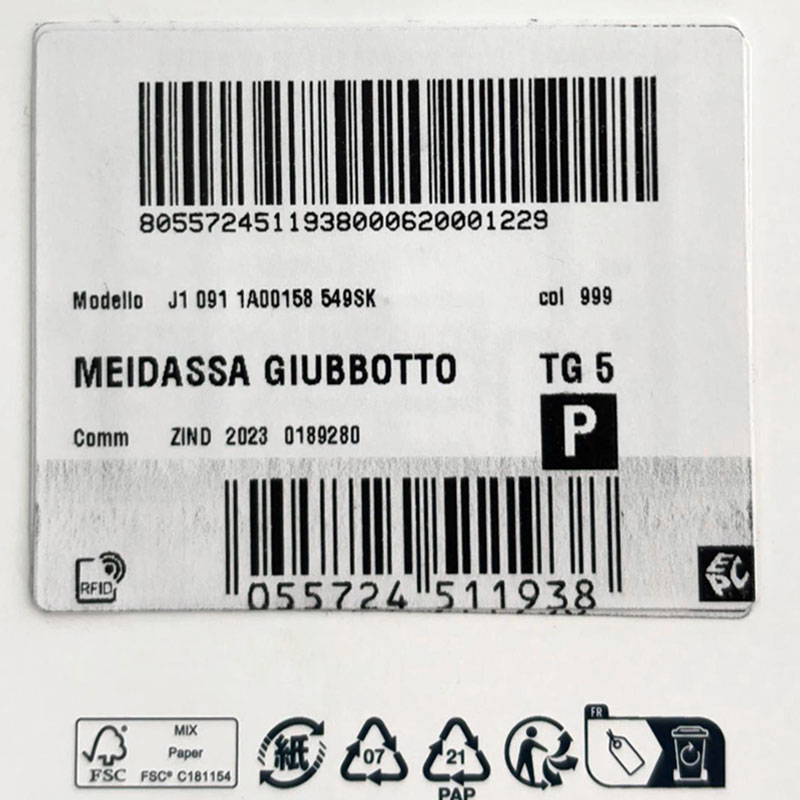 8055724511938000620001229
Modello J1 091 1A00158 549SK col 999
MEIDASSA GIUBBOTTO TG 5
P
Comm ZIND 2023 0189280
RFID
055724 511938
EPC
FR
MIX
Paper
FSC
FSC® C181154
紙
07
21
PAP